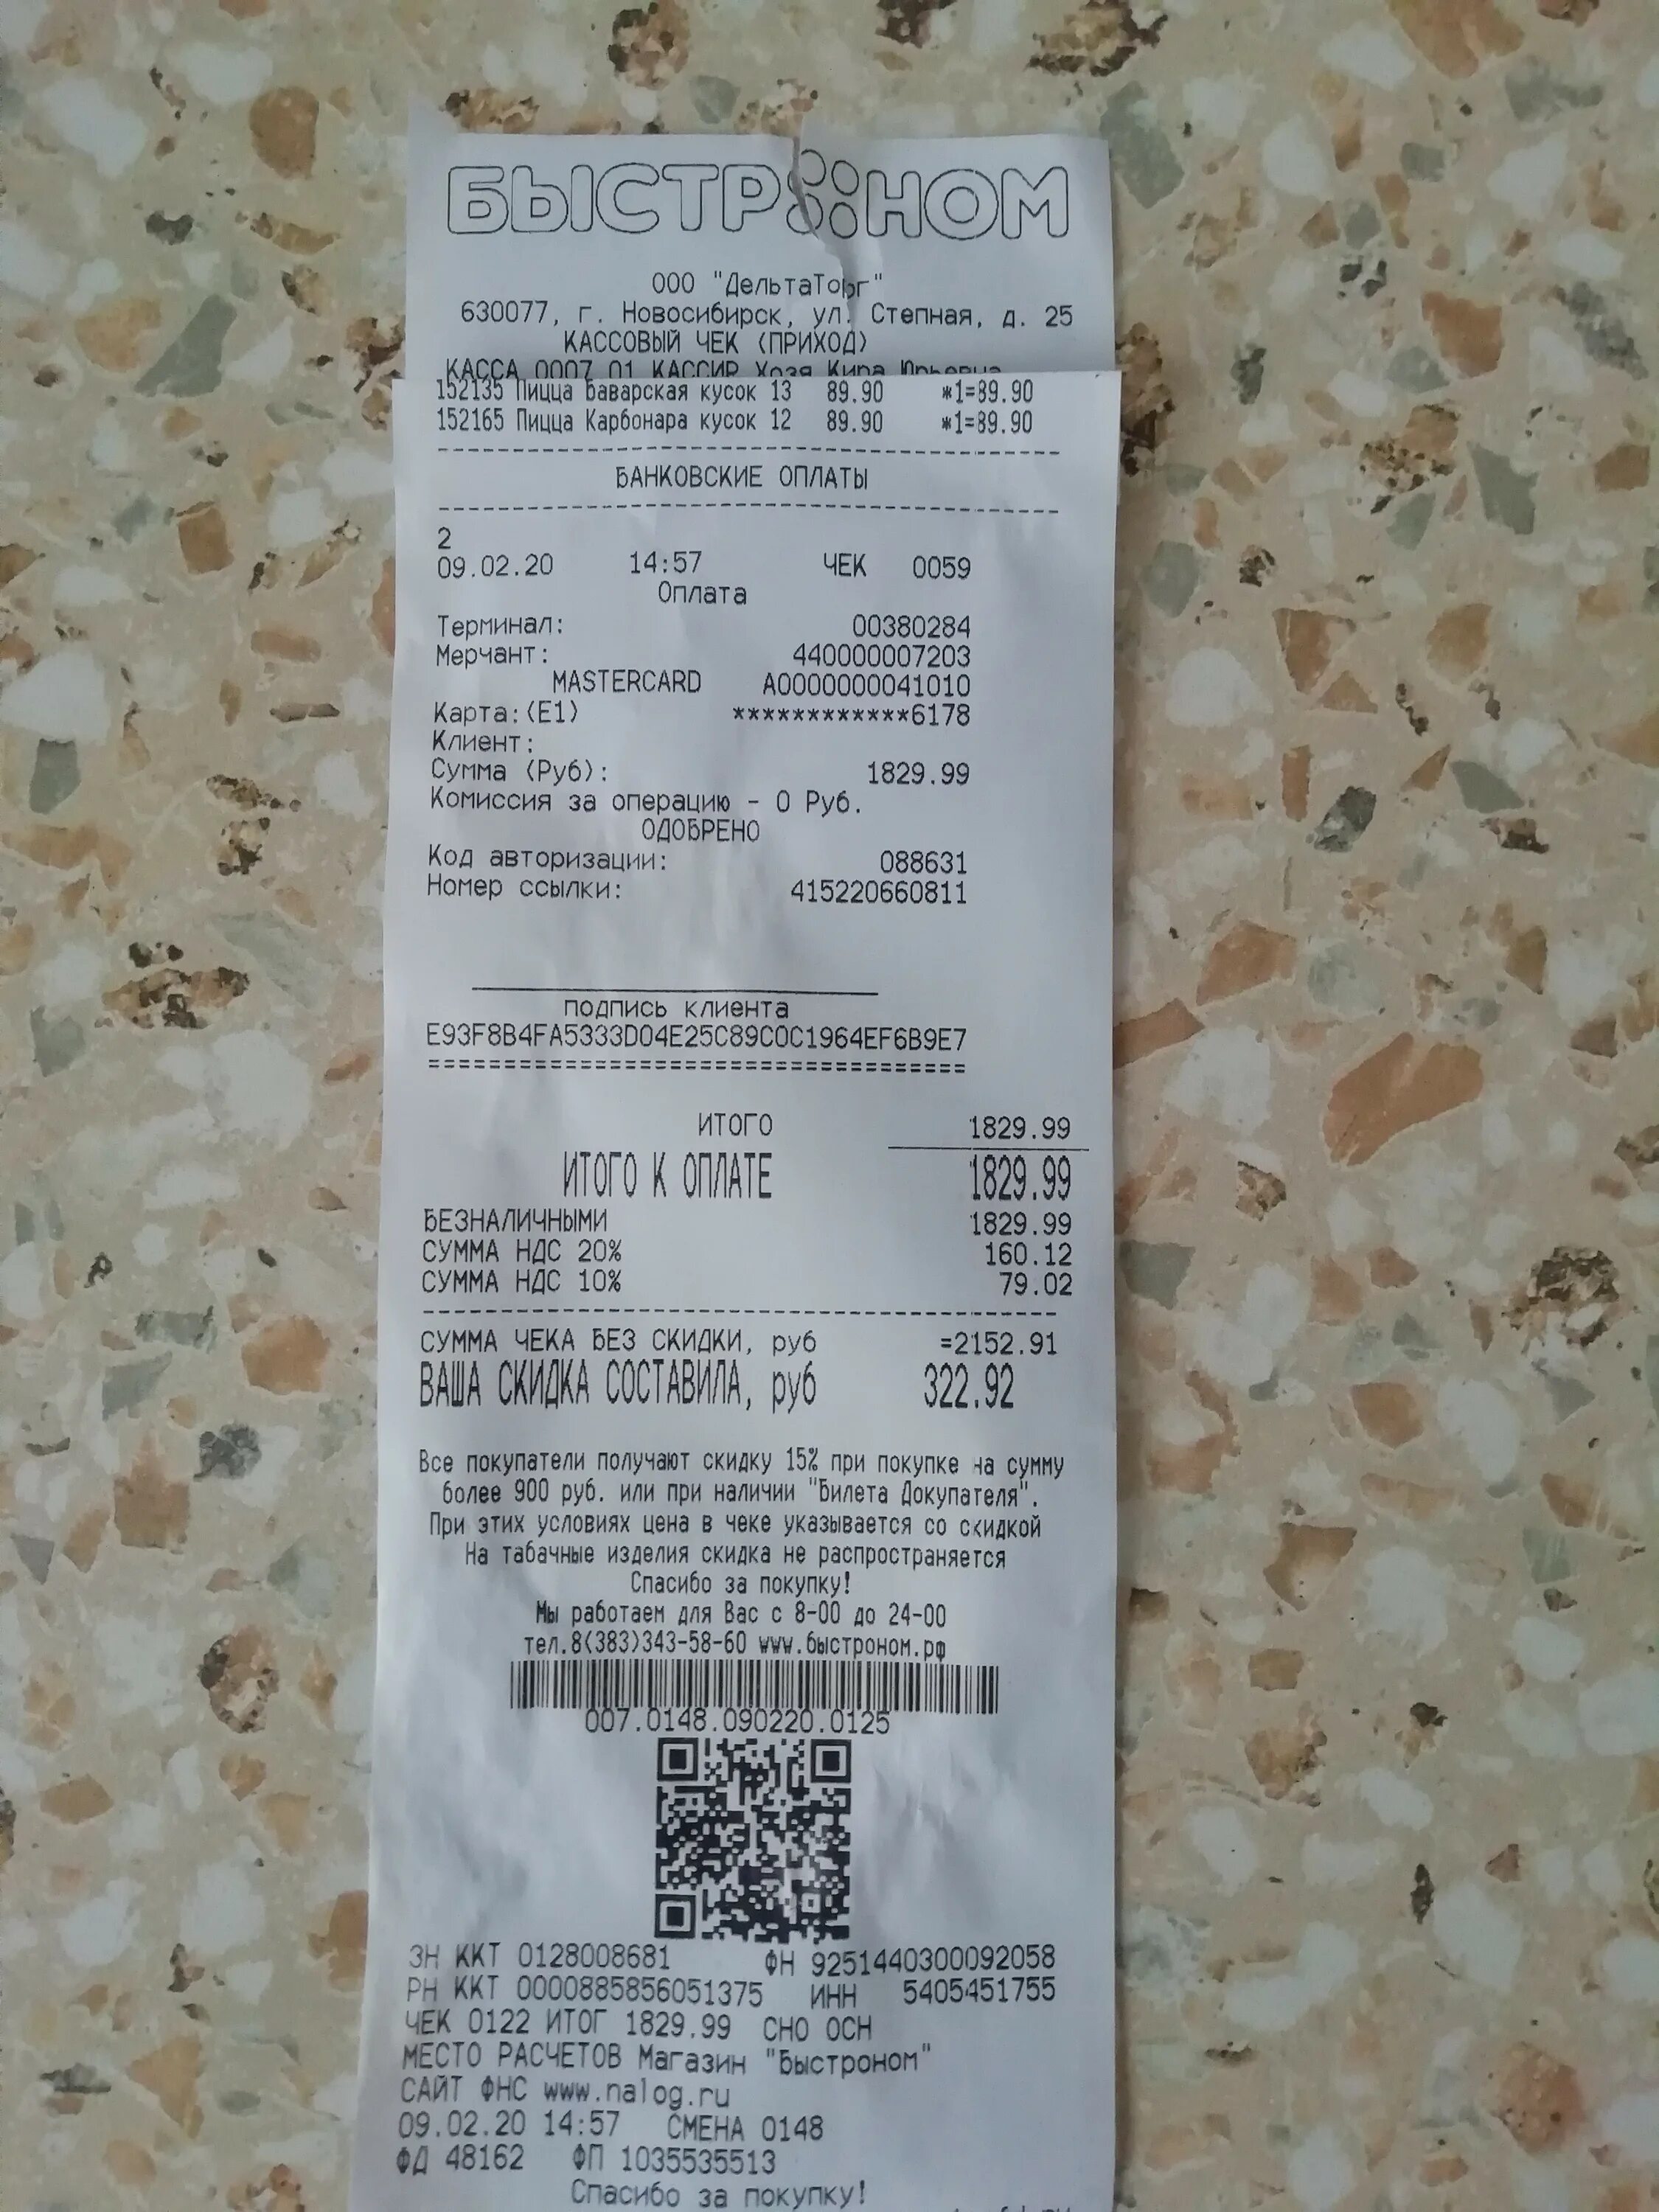 БЫСТРОНОМ
ООО "ДельтаТорг"
630077, г. Новосибирск, ул. Степная, д. 25
КАССОВЫЙ ЧЕК (ПРИХОД)
КАССА 0007 01 КАССИР Хозя Кира Юрьевна
152135 Пицца Баварская кусок 13 89.90 *1=89.90
152165 Пицца Карбонара кусок 12 89.90 *1=89.90
БАНКОВСКИЕ ОПЛАТЫ
2
09.02.20 14:57 ЧЕК 0059
Оплата
Терминал: 00380284
Мерчант: 440000007203
MASTERCARD A0000000041010
Карта:(E1) ************6178
Клиент:
Сумма (Руб): 1829.99
Комиссия за операцию - 0 Руб.
ОДОБРЕНО
Код авторизации: 088631
Номер ссылки: 415220660811
подпись клиента
E93F8B4FA5333D04E25C89C0C1964EF6B9E7
===================================
ИТОГО 1829.99
ИТОГО К ОПЛАТЕ 1829.99
БЕЗНАЛИЧНЫМИ 1829.99
СУММА НДС 20% 160.12
СУММА НДС 10% 79.02
СУММА ЧЕКА БЕЗ СКИДКИ, руб =2152.91
ВАША СКИДКА СОСТАВИЛА, руб 322.92
Все покупатели получают скидку 15% при покупке на сумму
более 900 руб. или при наличии "Билета Докупателя".
При этих условиях цена в чеке указывается со скидкой
На табачные изделия скидка не распространяется
Спасибо за покупку!
Мы работаем для Вас с 8-00 до 24-00
тел.8(383)343-58-60 www.быстроном.рф
007.0148.090220.0125
ЗН ККТ 0128008681 ФН 9251440300092058
РН ККТ 0000885856051375 ИНН 5405451755
ЧЕК 0122 ИТОГ 1829.99 СНО ОСН
МЕСТО РАСЧЕТОВ Магазин "Быстроном"
САЙТ ФНС www.nalog.ru
09.02.20 14:57 СМЕНА 0148
ФД 48162 ФП 1035535513
Спасибо за покупку!